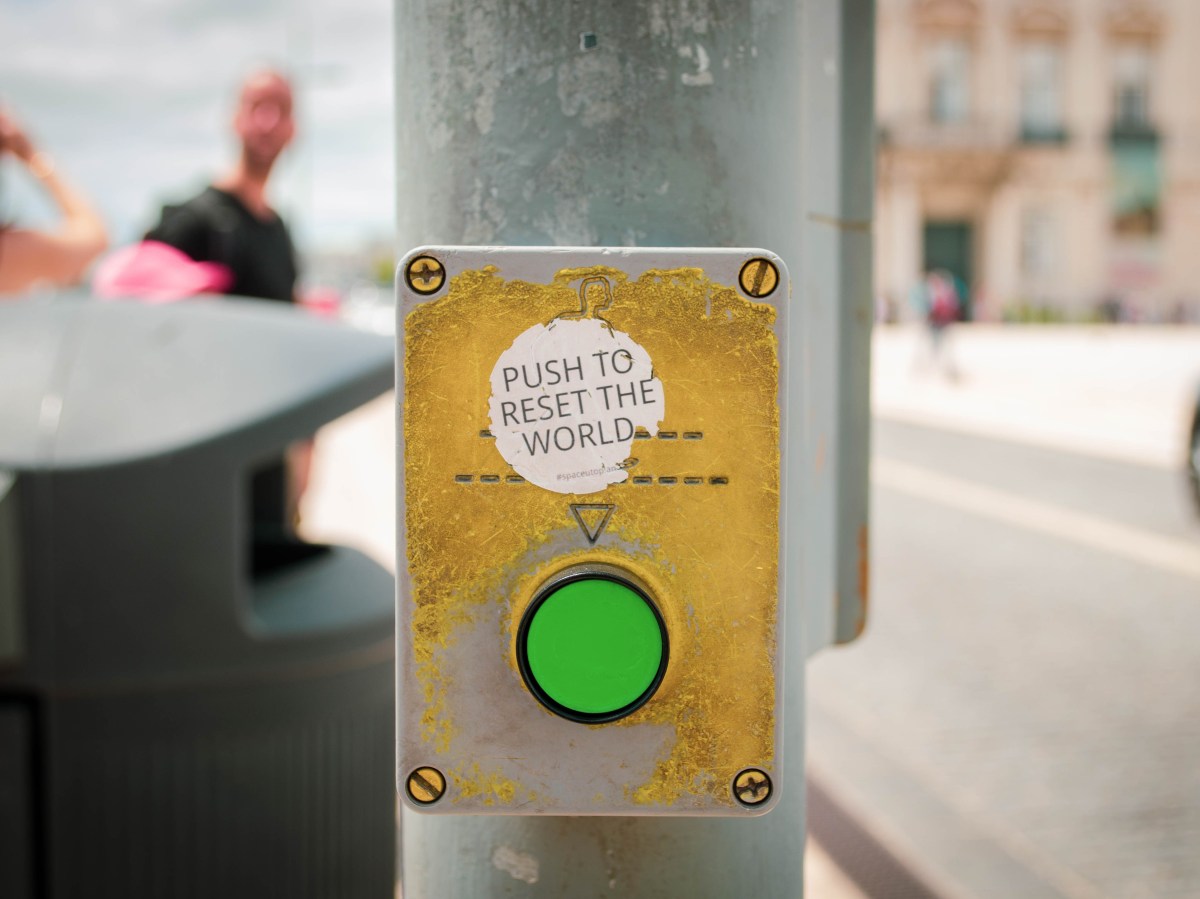 PUSH TO
RESET THE
WORLD